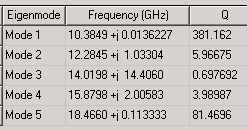 Eigenmode Frequency (GHz) Q
Mode 1 10.3849 +j 0.0136227 381.162
Mode 2 12.2845 +j 1.03304 5.96675
Mode 3 14.0198 +j 14.4060 0.697692
Mode 4 15.8798 +j 2.00583 3.98987
Mode 5 18.4660 +j 0.113333 81.4696